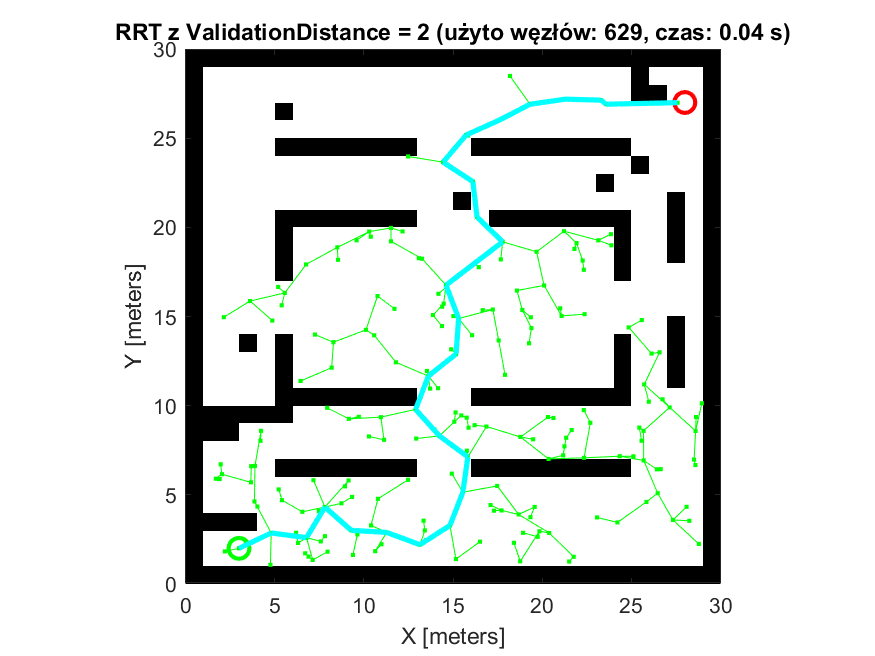 RRT z ValidationDistance = 2 (użyto węzłów: 629, czas: 0.04 s)
30
25
20
15
10
5
0
Y [meters]
0 5 10 15 20 25 30
X [meters]